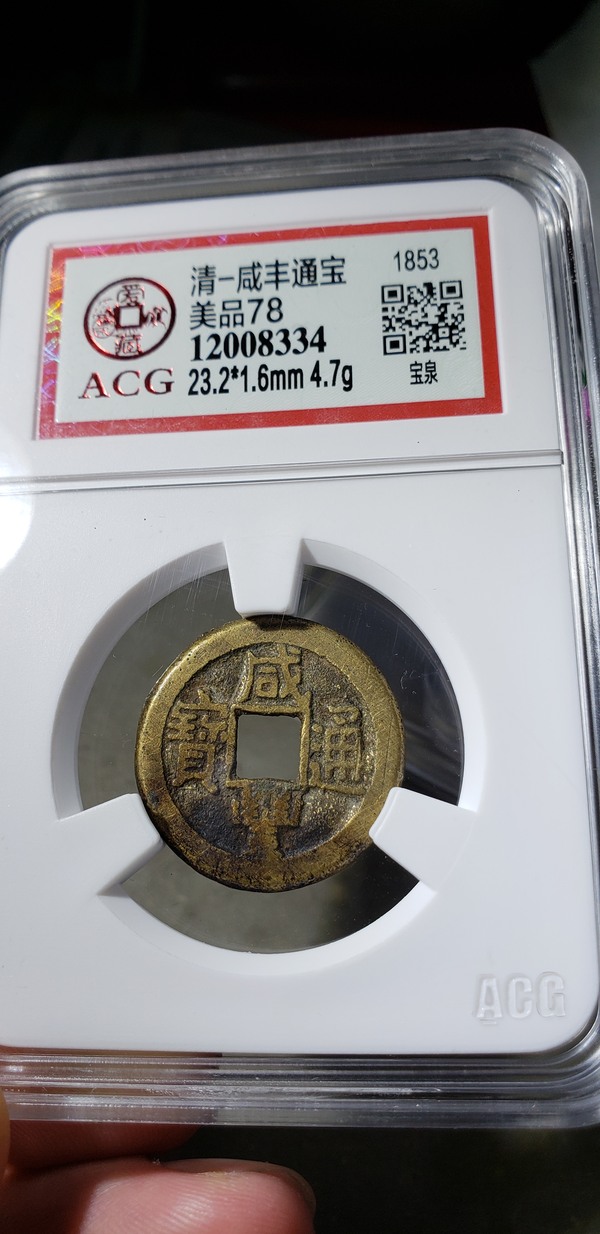 清-咸丰通宝
1853
美品78
12008334
ACG
23.2*1.6mm 4.7g
宝泉
咸
寶 通
豐
ACG